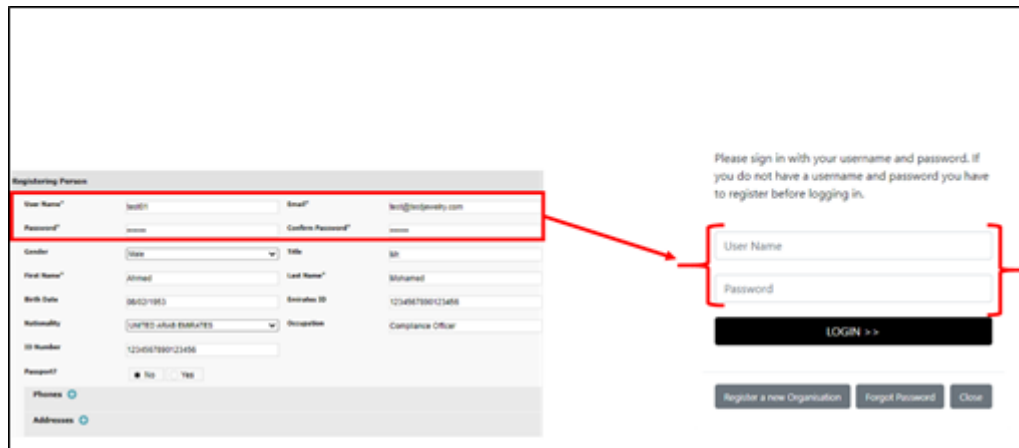 Registering Person
User Name* test01 Email* test@testjewelry.com
Password* Confirm Password*
Gender Male Title Mr
First Name* Ahmed Last Name* Mohamed
Birth Date 08/02/1953 Emirates ID 1234567890123456
Nationality UNITED ARAB EMIRATES Occupation Compliance Officer
ID Number 1234567890123456
Passport? No Yes
Phones
Addresses
Please sign in with your username and password. If
you do not have a username and password you have
to register before logging in.
User Name
Password
LOGIN >>
Register a new Organisation Forgot Password Close